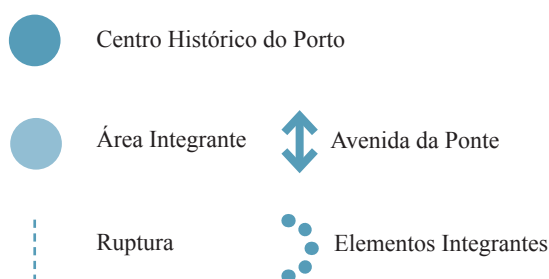 Centro Histórico do Porto
Área Integrante
Avenida da Ponte
Ruptura
Elementos Integrantes